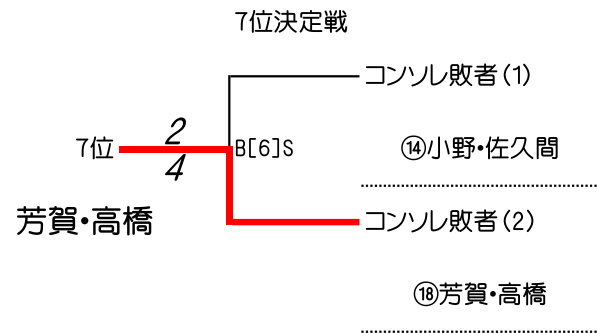 7位決定戦
コンソレ敗者(1)
2
7位
B[6]S
⑭小野・佐久間
4
芳賀・高橋
コンソレ敗者(2)
⑱芳賀・高橋